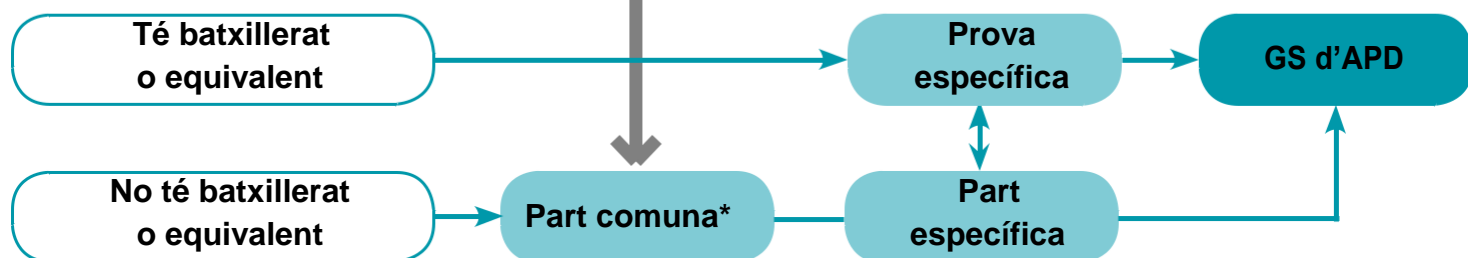 Té batxillerat
o equivalent
Prova
específica
GS d’APD
No té batxillerat
o equivalent
Part comuna*
Part
específica